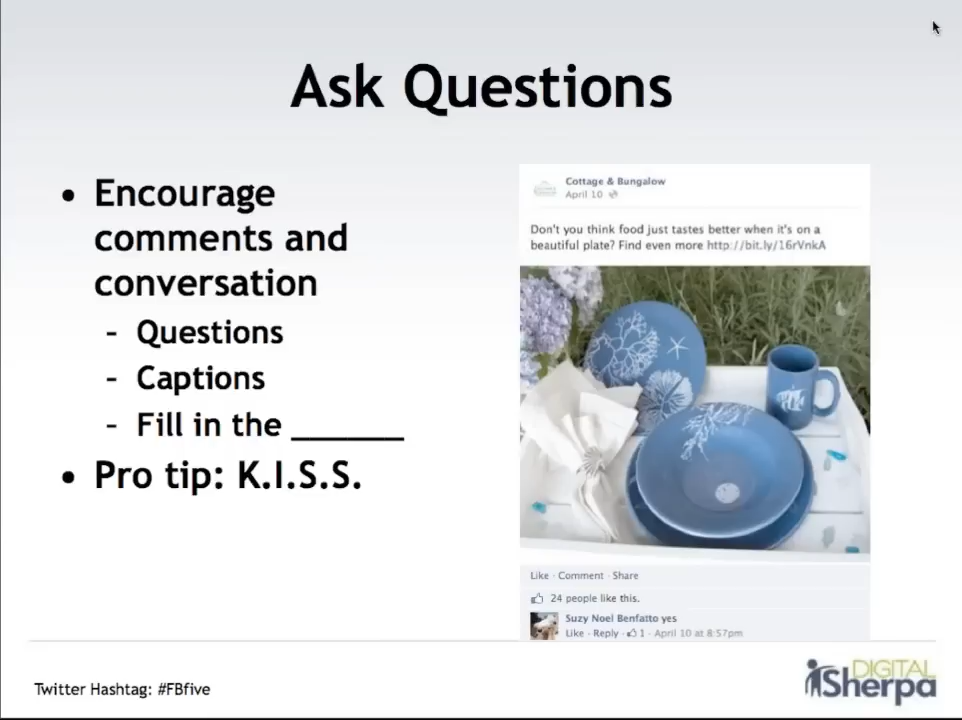 Ask Questions
• Encourage
comments and
conversation
– Questions
– Captions
– Fill in the ______
• Pro tip: K.I.S.S.
Cottage & Bungalow
April 10
Don't you think food just tastes better when it's on a
beautiful plate? Find even more http://bit.ly/16rVnkA
Like · Comment · Share
24 people like this.
Suzy Noel Benfatto yes
Like · Reply · 1 · April 10 at 8:57pm
Twitter Hashtag: #FBfive
DIGITAL
Sherpa